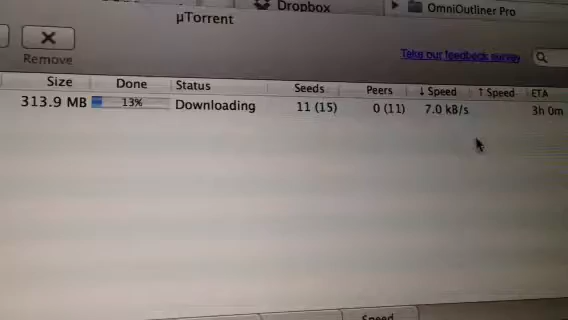 Dropbox
OmniOutliner Pro
µTorrent
Remove
Take our feedback survey
Size Done Status Seeds Peers ↓ Speed ↑ Speed ETA
313.9 MB 13% Downloading 11 (15) 0 (11) 7.0 kB/s 3h 0m
Speed